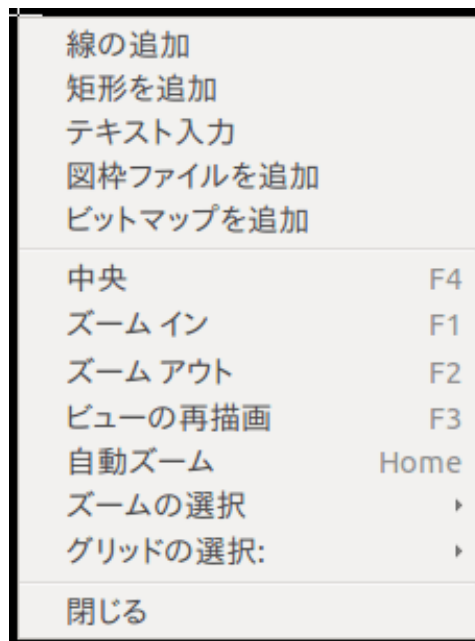 線の追加
矩形を追加
テキスト入力
図枠ファイルを追加
ビットマップを追加
中央 F4
ズーム イン F1
ズーム アウト F2
ビューの再描画 F3
自動ズーム Home
ズームの選択
グリッドの選択:
閉じる